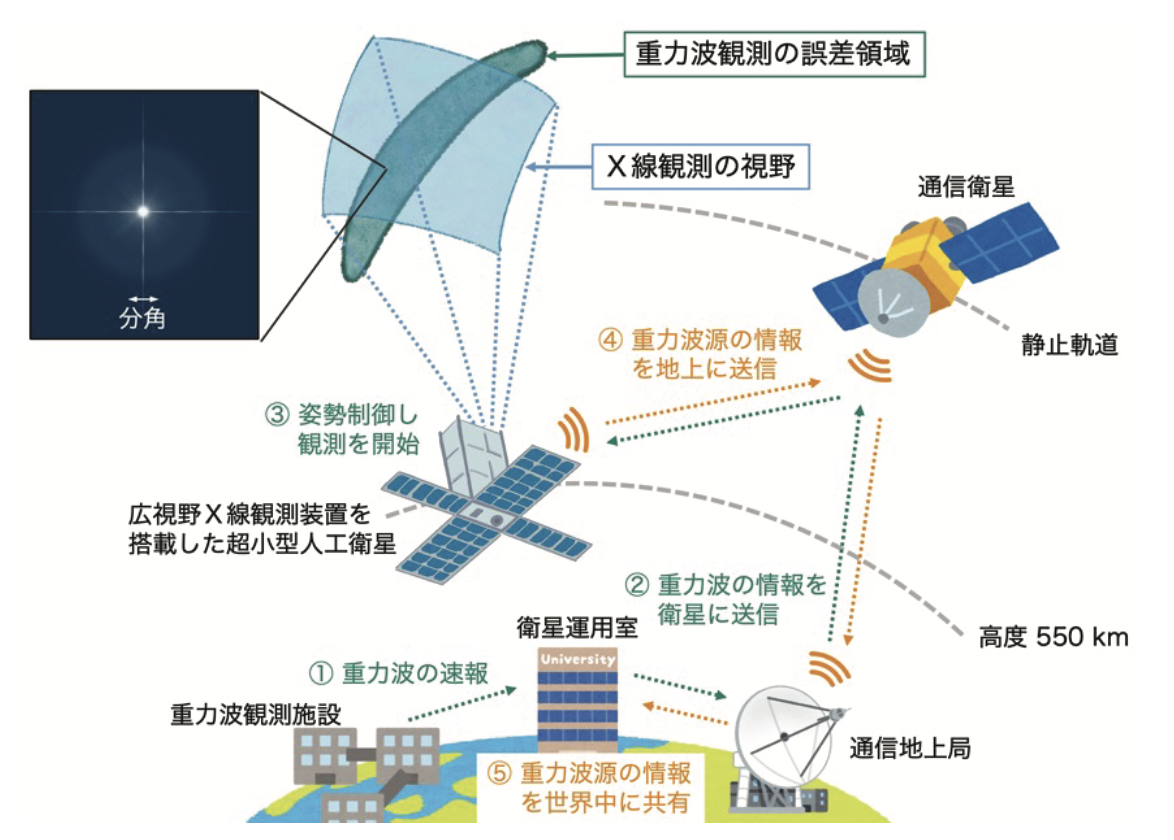 重力波観測の誤差領域
X線観測の視野
通信衛星
分角
静止軌道
④ 重力波源の情報
を地上に送信
③ 姿勢制御し
観測を開始
広視野X線観測装置を
搭載した超小型人工衛星
② 重力波の情報を
衛星に送信
高度 550 km
衛星運用室
University
① 重力波の速報
重力波観測施設
通信地上局
⑤ 重力波源の情報
を世界中に共有